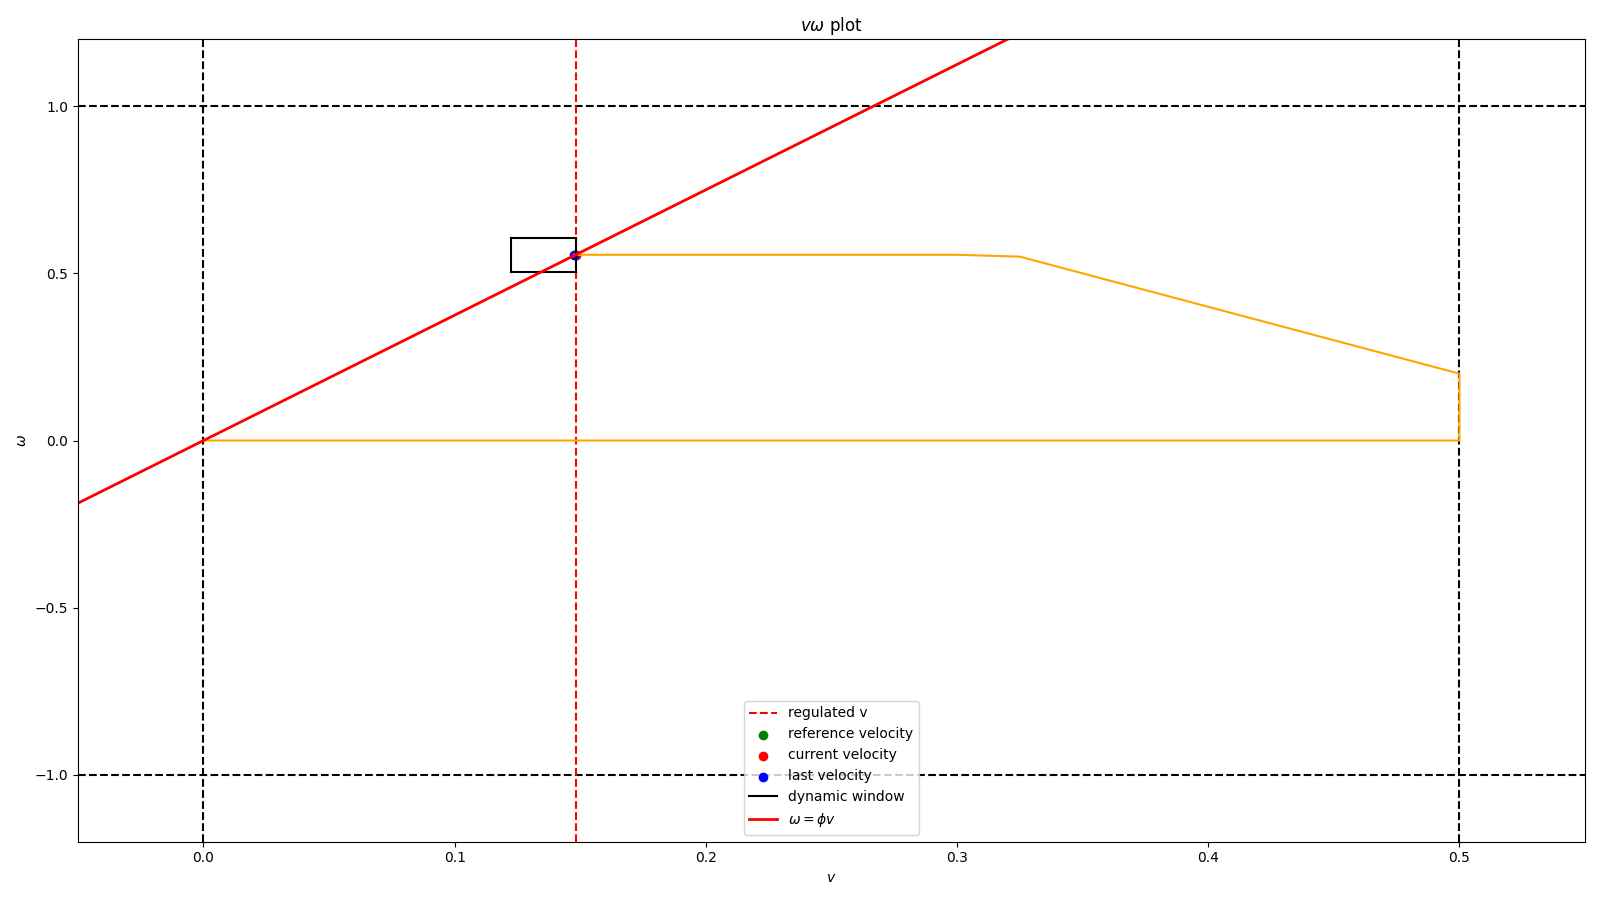 vω plot
1.0
0.5
0.0
−0.5
−1.0
ω
0.0 0.1 0.2 0.3 0.4 0.5
v
regulated v
reference velocity
current velocity
last velocity
dynamic window
ω = ϕv